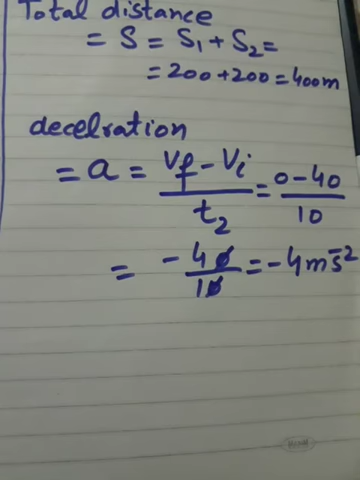 Total distance
= S = S₁ + S₂ =
= 200 + 200 = 400m
decelration
= a = (Vf - Vi) / t₂ = (0 - 40) / 10
= -40 / 10 = -4ms⁻²